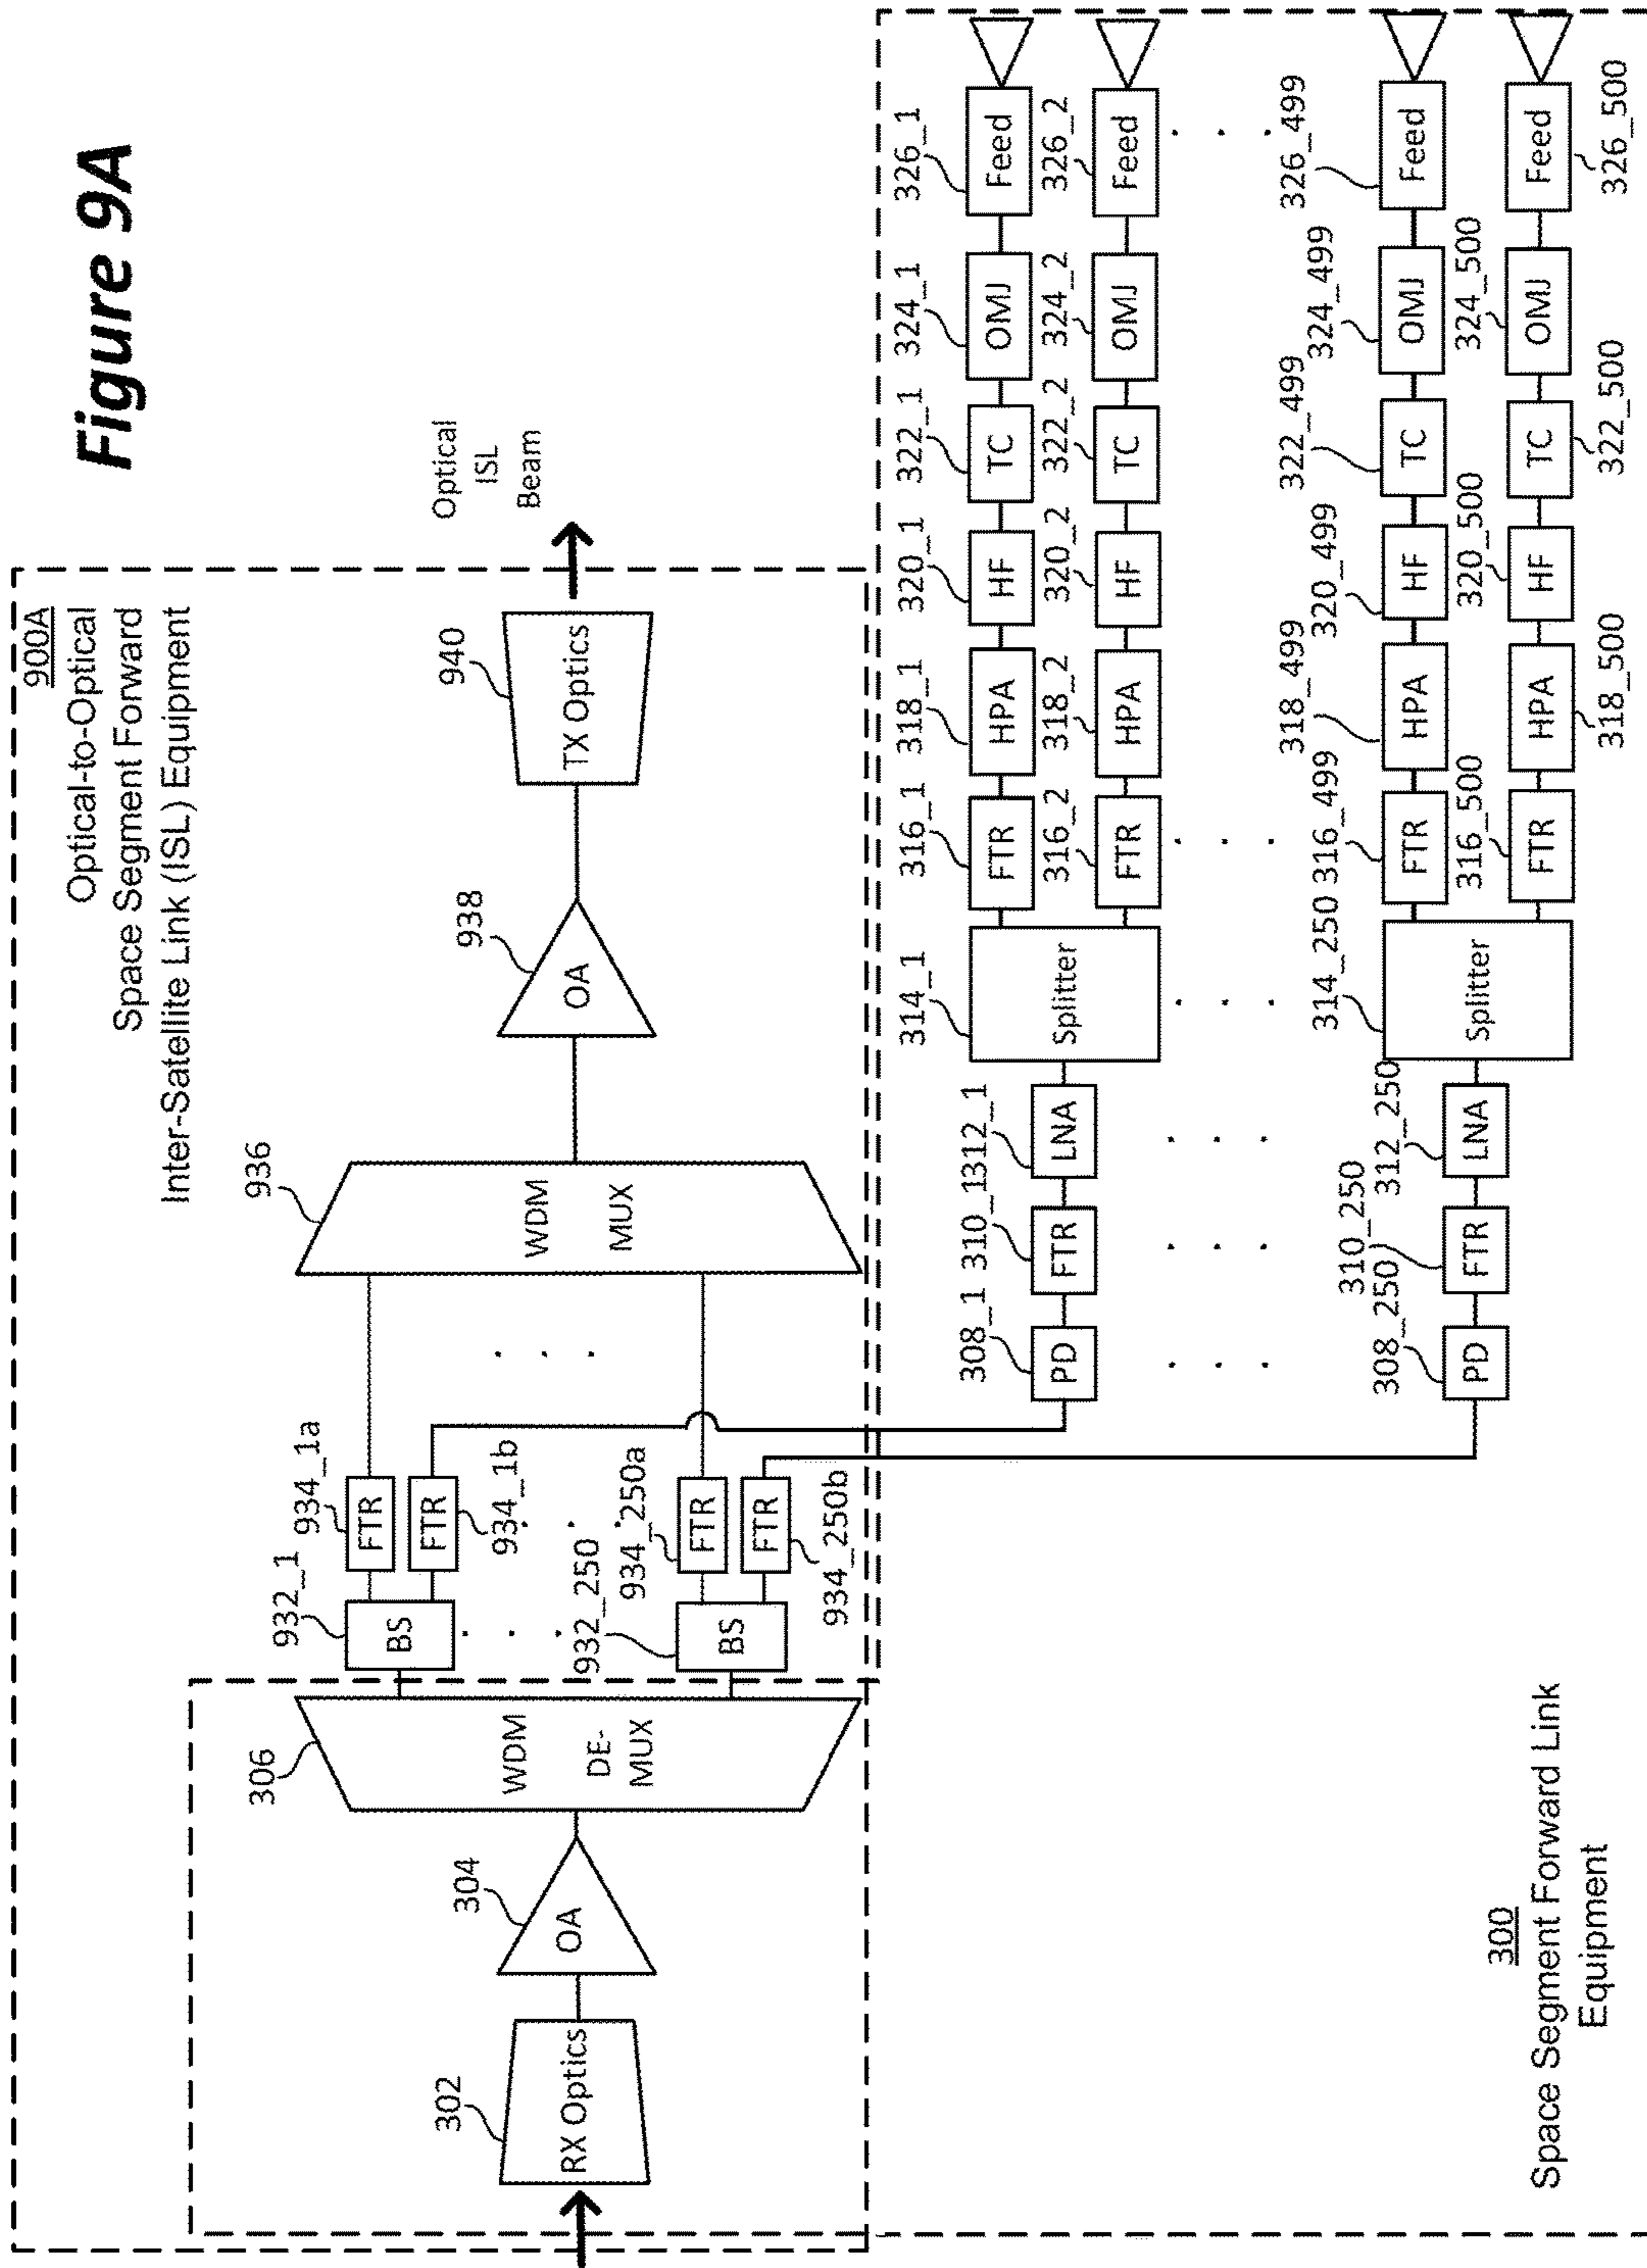 Figure 9A
900A
Optical-to-Optical
Space Segment Forward
Inter-Satellite Link (ISL) Equipment
Optical
ISL
Beam
302
RX Optics
304
OA
306
WDM
DE-
MUX
932_1
BS
934_1a
FTR
FTR
934_1b
932_250
BS
934_250a
FTR
FTR
934_250b
936
WDM
MUX
938
OA
940
TX Optics
308_1
PD
310_1
FTR
312_1
LNA
314_1
Splitter
316_1
FTR
318_1
HPA
320_1
HF
322_1
TC
324_1
OMJ
326_1
Feed
316_2
FTR
318_2
HPA
320_2
HF
322_2
TC
324_2
OMJ
326_2
Feed
308_250
PD
310_250
FTR
312_250
LNA
314_250
Splitter
316_499
FTR
318_499
HPA
320_499
HF
322_499
TC
324_499
OMJ
326_499
Feed
316_500
FTR
318_500
HPA
320_500
HF
322_500
TC
324_500
OMJ
326_500
Feed
300
Space Segment Forward Link
Equipment